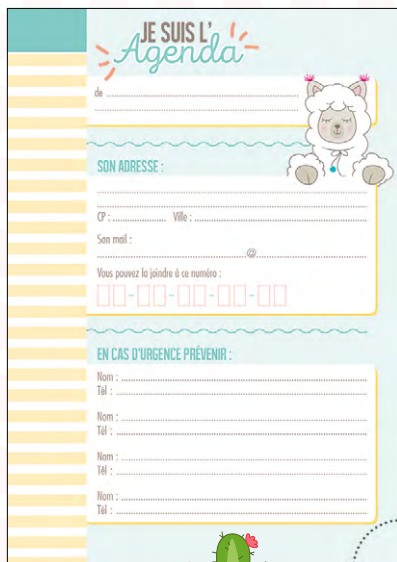 JE SUIS L'
Agenda
de ........................................
SON ADRESSE :
CP : .................... Ville : ........................................
Son mail :
@
Vous pouvez la joindre à ce numéro :
- - - -
EN CAS D'URGENCE PRÉVENIR :
Nom : ........................................
Tél : ........................................
Nom : ........................................
Tél : ........................................
Nom : ........................................
Tél : ........................................
Nom : ........................................
Tél : ........................................